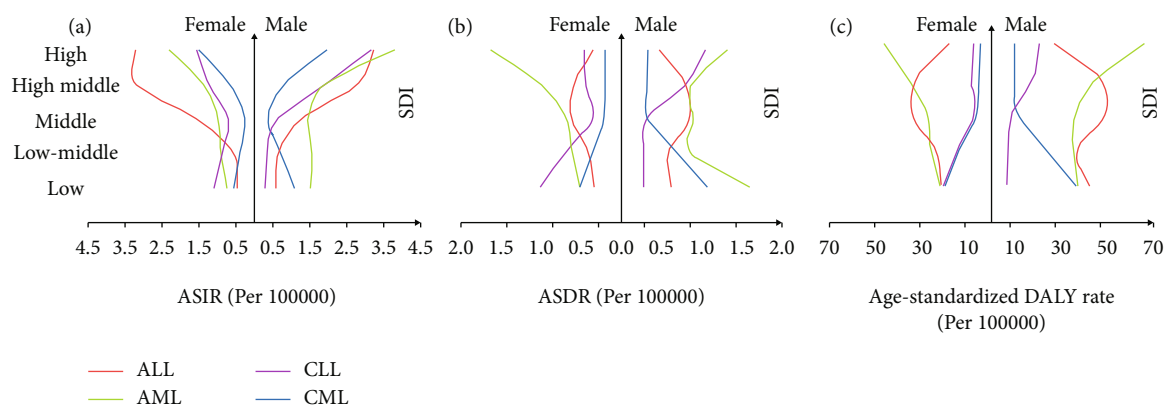 (a) Female Male
High
High middle
Middle
Low-middle
Low
SDI
4.5 3.5 2.5 1.5 0.5 0.5 1.5 2.5 3.5 4.5
ASIR (Per 100000)
(b) Female Male
SDI
2.0 1.0 0.5 0.0 0.5 1.0 1.5 2.0
ASDR (Per 100000)
(c) Female Male
SDI
70 50 30 10 10 30 50 70
Age-standardized DALY rate
(Per 100000)
ALL CLL
AML CML